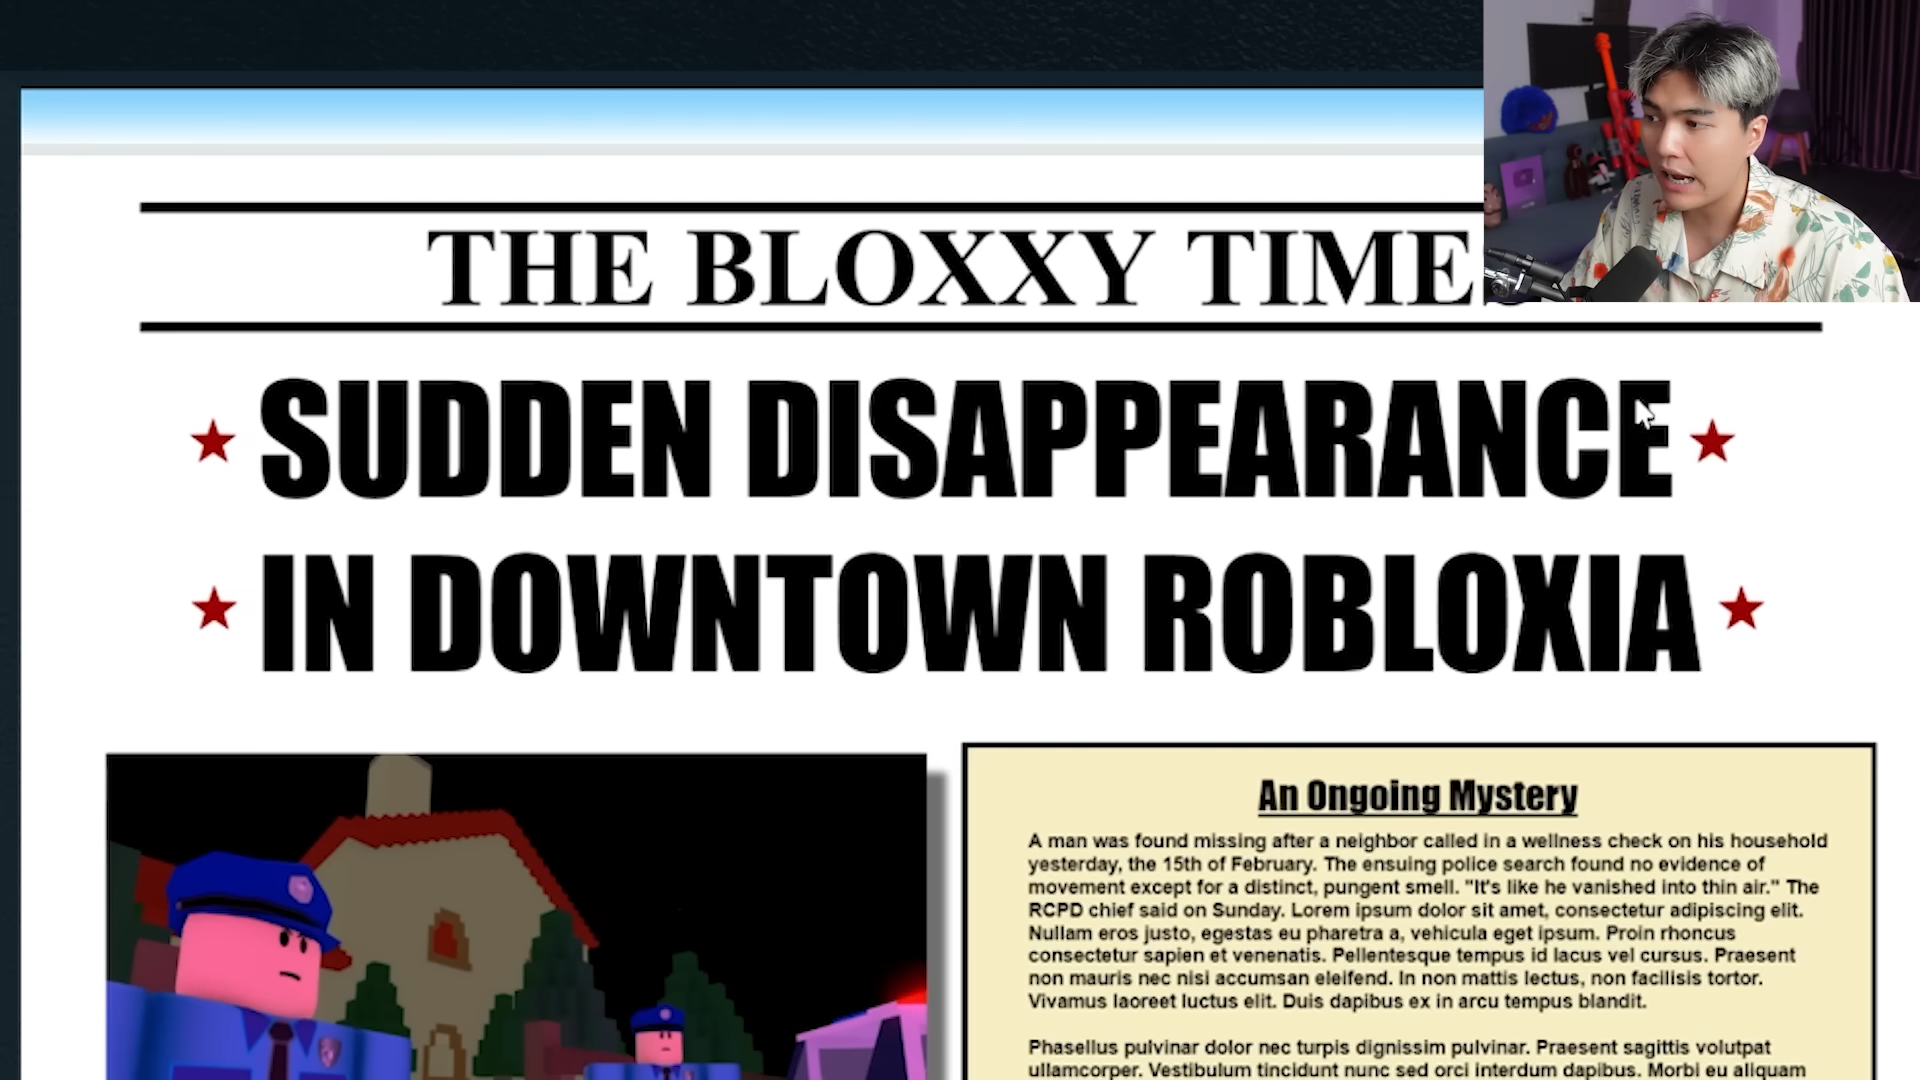 THE BLOXXY TIME
SUDDEN DISAPPEARANCE
IN DOWNTOWN ROBLOXIA
An Ongoing Mystery
A man was found missing after a neighbor called in a wellness check on his household
yesterday, the 15th of February. The ensuing police search found no evidence of
movement except for a distinct, pungent smell. "It's like he vanished into thin air." The
RCPD chief said on Sunday. Lorem ipsum dolor sit amet, consectetur adipiscing elit.
Nullam eros justo, egestas eu pharetra a, vehicula eget ipsum. Proin rhoncus
consectetur sapien et venenatis. Pellentesque tempus id lacus vel cursus. Praesent
non mauris nec nisi accumsan eleifend. In non mattis lectus, non facilisis tortor.
Vivamus laoreet luctus elit. Duis dapibus ex in arcu tempus blandit.
Phasellus pulvinar dolor nec turpis dignissim pulvinar. Praesent sagittis volutpat
ullamcorper. Vestibulum tincidunt nunc sed orci interdum dapibus. Morbi eu aliquam